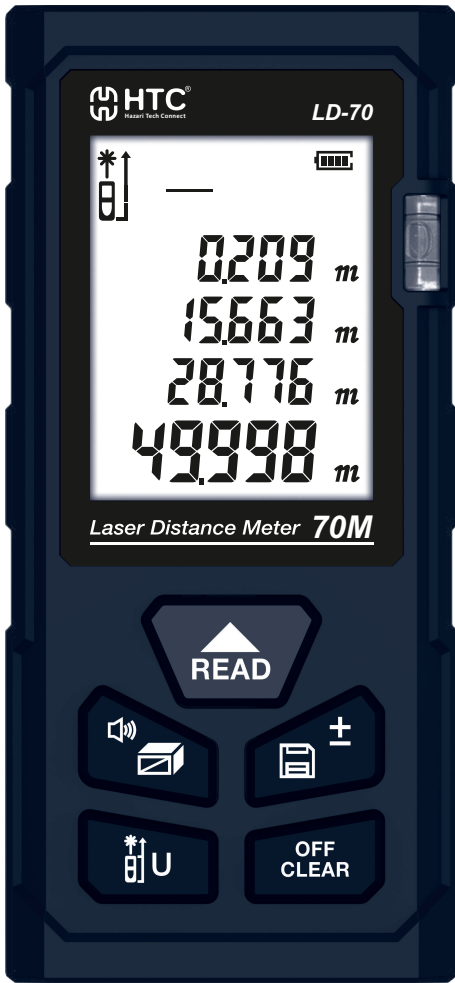 HTC®
Hazari Tech Connect
LD-70
0.209 m
15.663 m
28.776 m
49.998 m
Laser Distance Meter 70M
READ
±
U
OFF
CLEAR